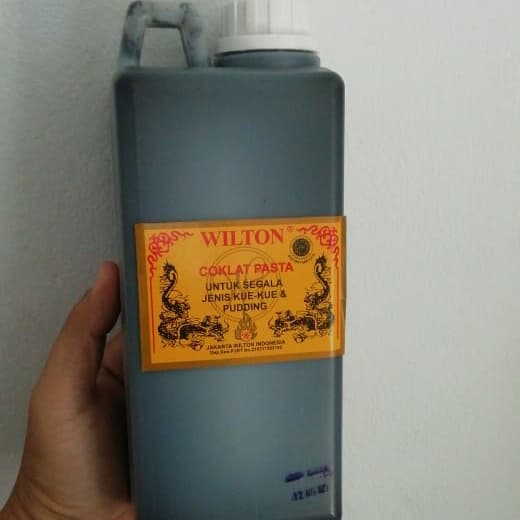 WILTON ®
COKLAT PASTA
UNTUK SEGALA
JENIS KUE-KUE &
PUDDING
JAKARTA WILTON INDONESIA